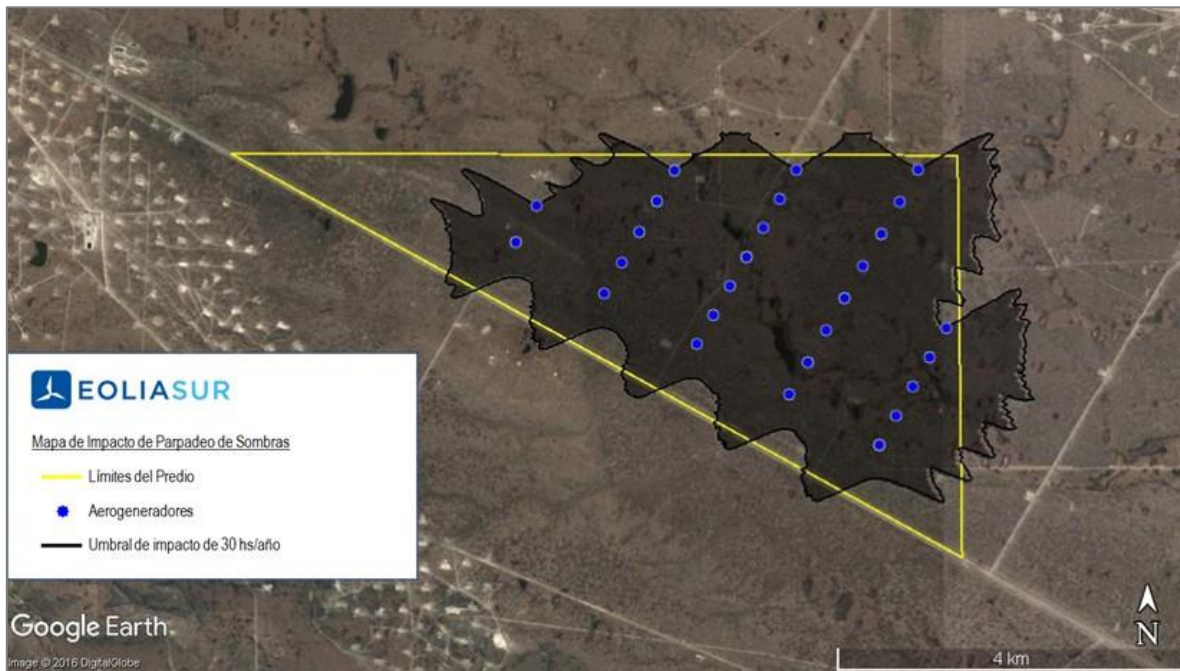 EOLIASUR
Mapa de Impacto de Parpadeo de Sombras
Límites del Predio
Aerogeneradores
Umbral de impacto de 30 hs/año
Google Earth
Image © 2016 DigitalGlobe
N
4 km